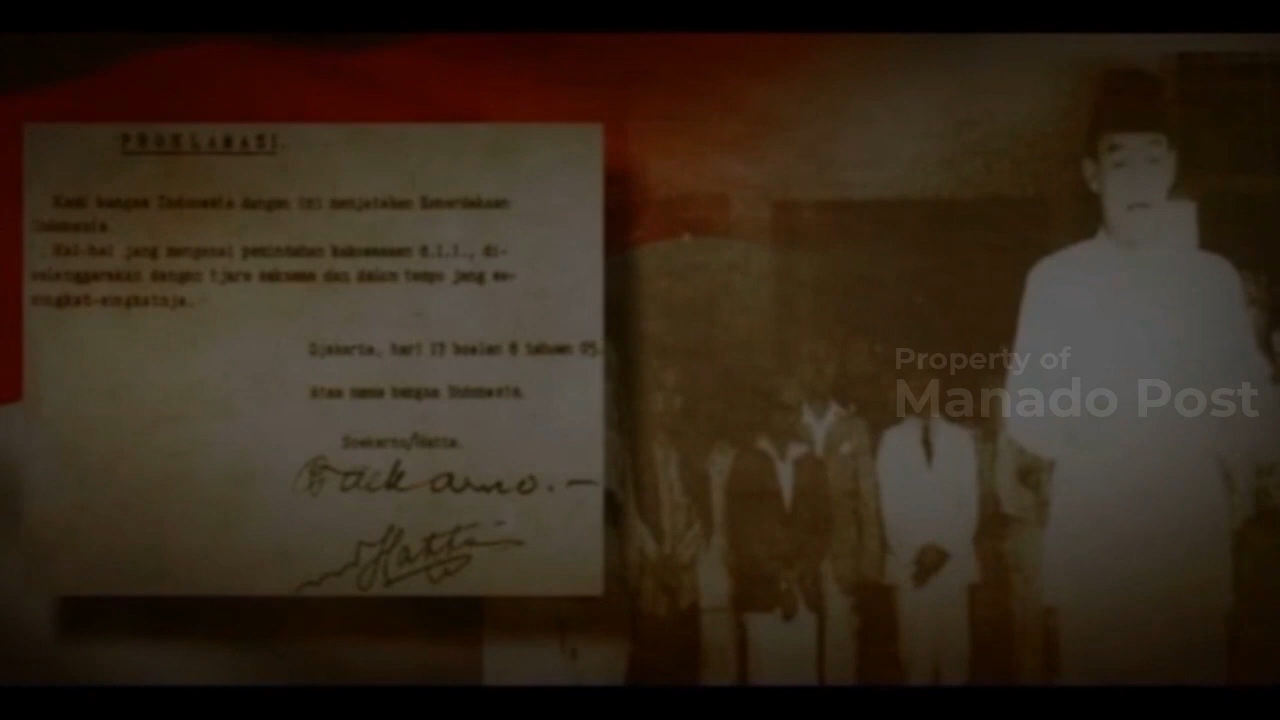 PROKLAMASI.
Kami bangsa Indonesia dengan ini menjatakan kemerdekaan
Indonesia.
Hal-hal jang mengenai pemindahan kekoeasaan d.l.l., di-
selenggarakan dengan tjara saksama dan dalam tempo jang se-
singkat-singkatnja.
Djakarta, hari 17 boelan 8 tahoen 05
Atas nama bangsa Indonesia.
Soekarno/Hatta.
Soekarno.-
Hatta
Property of
Manado Post